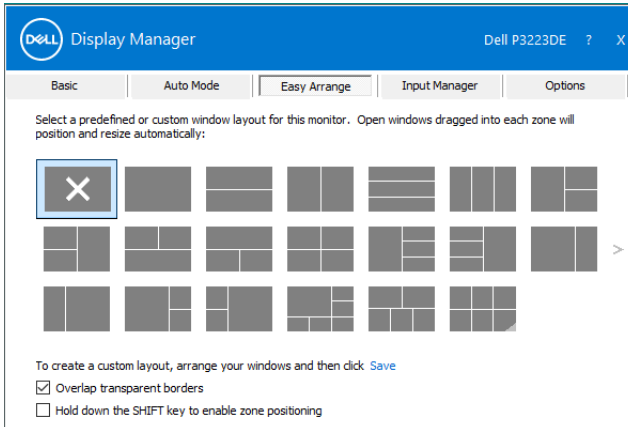 DELL Display Manager Dell P3223DE ? X
Basic Auto Mode Easy Arrange Input Manager Options
Select a predefined or custom window layout for this monitor. Open windows dragged into each zone will
position and resize automatically:
>
To create a custom layout, arrange your windows and then click Save
Overlap transparent borders
Hold down the SHIFT key to enable zone positioning